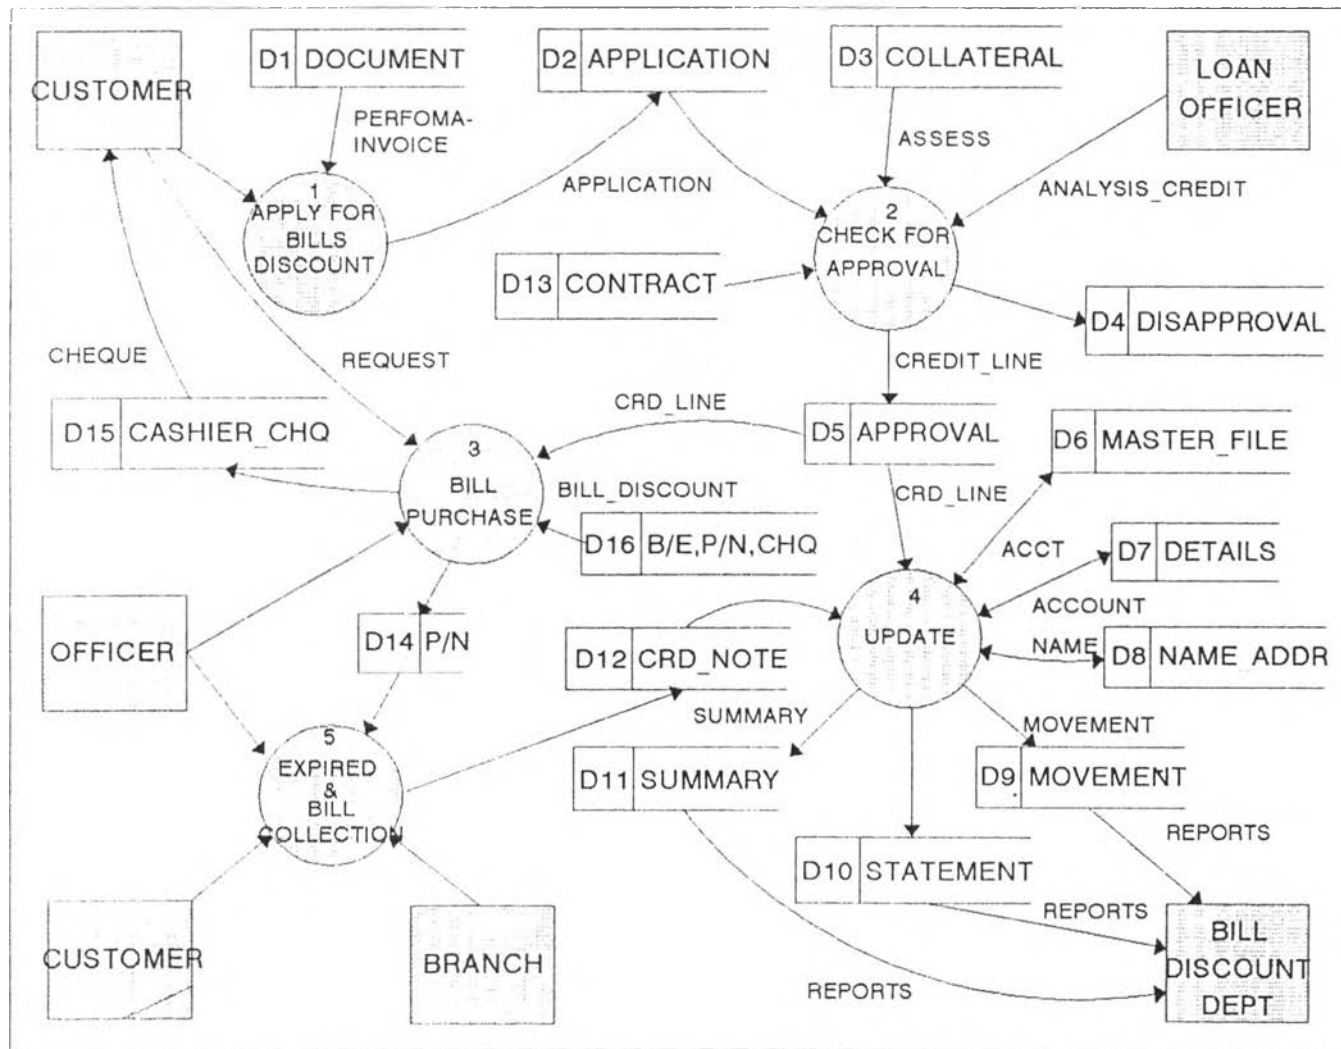 CUSTOMER
D1 DOCUMENT
D2 APPLICATION
D3 COLLATERAL
LOAN
OFFICER
PERFOMA-
INVOICE
ASSESS
APPLICATION
ANALYSIS_CREDIT
1
APPLY FOR
BILLS
DISCOUNT
2
CHECK FOR
APPROVAL
D13 CONTRACT
D4 DISAPPROVAL
CHEQUE
REQUEST
CREDIT_LINE
CRD_LINE
D15 CASHIER_CHQ
D5 APPROVAL
D6 MASTER_FILE
3
BILL
PURCHASE
BILL_DISCOUNT
CRD_LINE
D16 B/E,P/N,CHQ
ACCT
D7 DETAILS
4
UPDATE
ACCOUNT
OFFICER
D14 P/N
D12 CRD_NOTE
NAME
D8 NAME_ADDR
SUMMARY
MOVEMENT
5
EXPIRED
&
BILL
COLLECTION
D11 SUMMARY
D9 MOVEMENT
REPORTS
D10 STATEMENT
REPORTS
CUSTOMER
BRANCH
REPORTS
BILL
DISCOUNT
DEPT